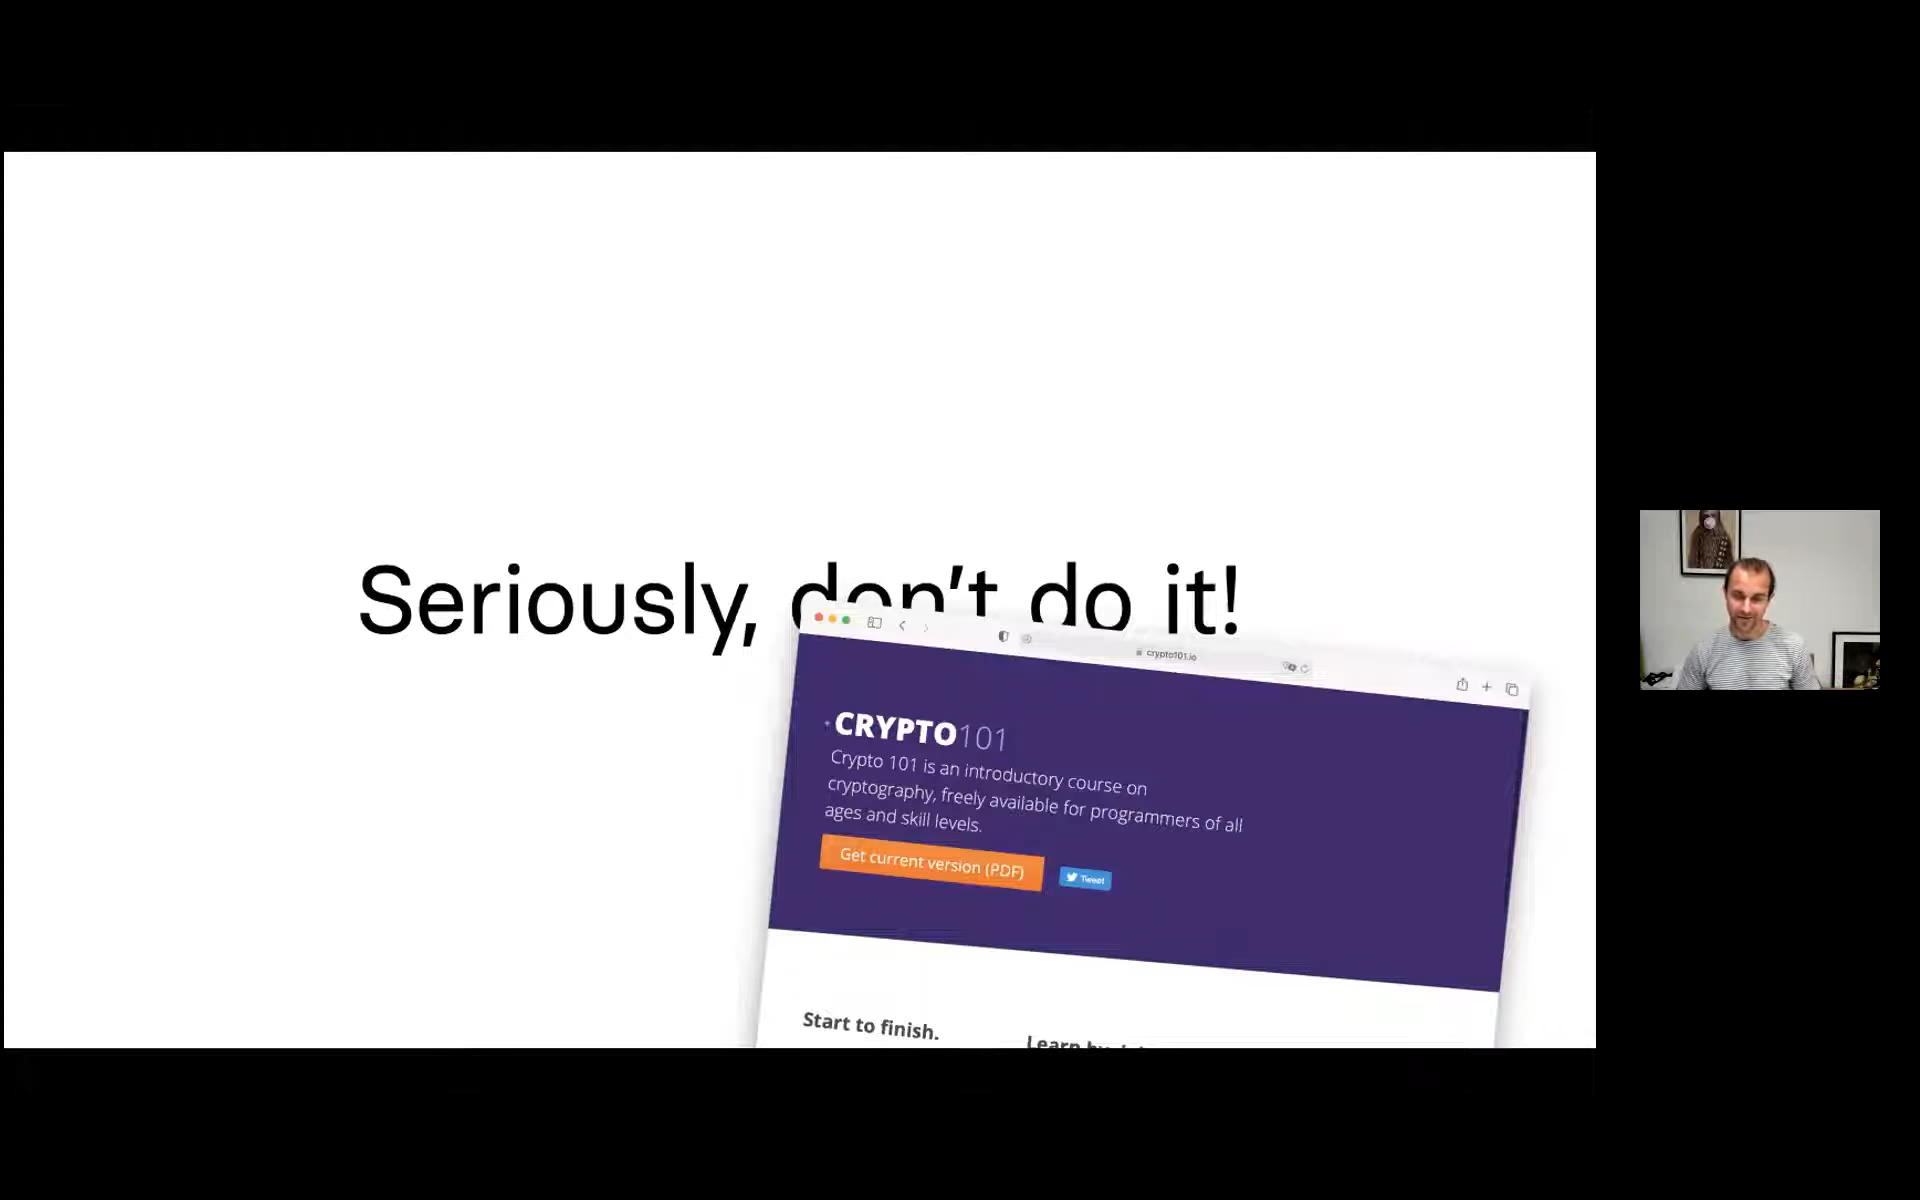 Seriously, don't do it!
crypto101.io
CRYPTO101
Crypto 101 is an introductory course on
cryptography, freely available for programmers of all
ages and skill levels.
Get current version (PDF)
Tweet
Start to finish.
Learn